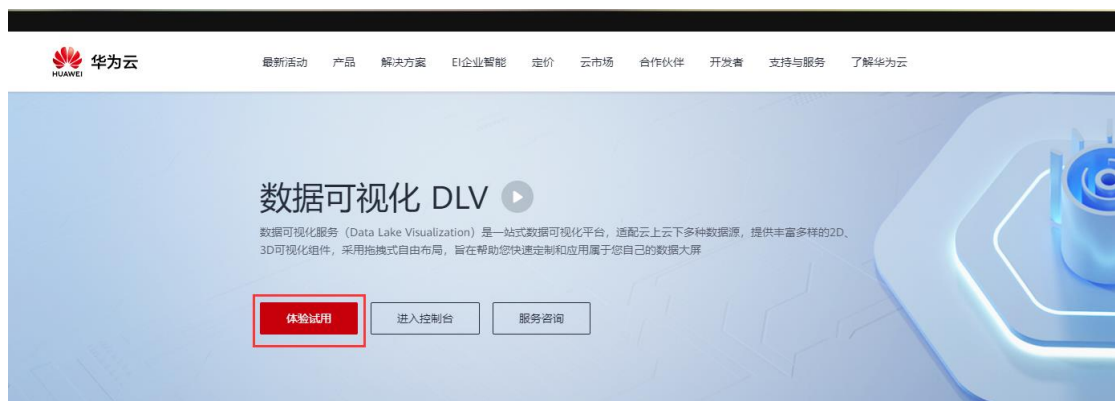 HUAWEI
华为云
最新活动 产品 解决方案 EI企业智能 定价 云市场 合作伙伴 开发者 支持与服务 了解华为云
数据可视化 DLV
数据可视化服务（Data Lake Visualization）是一站式数据可视化平台，适配云上云下多种数据源，提供丰富多样的2D、
3D可视化组件，采用拖拽式自由布局，旨在帮助您快速定制和应用属于您自己的数据大屏
体验试用 进入控制台 服务咨询